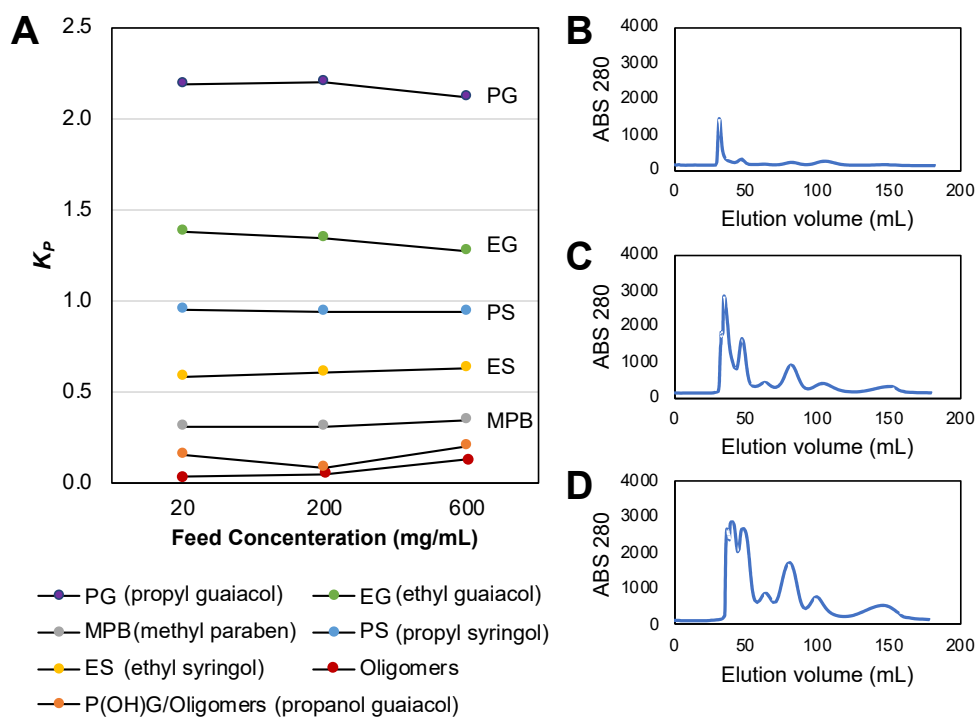 A
2.5
2.0
1.5
1.0
0.5
0.0
K_P
PG
EG
PS
ES
MPB
20 200 600
Feed Concenteration (mg/mL)
PG (propyl guaiacol) EG (ethyl guaiacol)
MPB (methyl paraben) PS (propyl syringol)
ES (ethyl syringol) Oligomers
P(OH)G/Oligomers (propanol guaiacol)
B
4000
3000
2000
1000
0
ABS 280
0 50 100 150 200
Elution volume (mL)
C
4000
3000
2000
1000
0
ABS 280
0 50 100 150 200
Elution volume (mL)
D
4000
3000
2000
1000
0
ABS 280
0 50 100 150 200
Elution volume (mL)